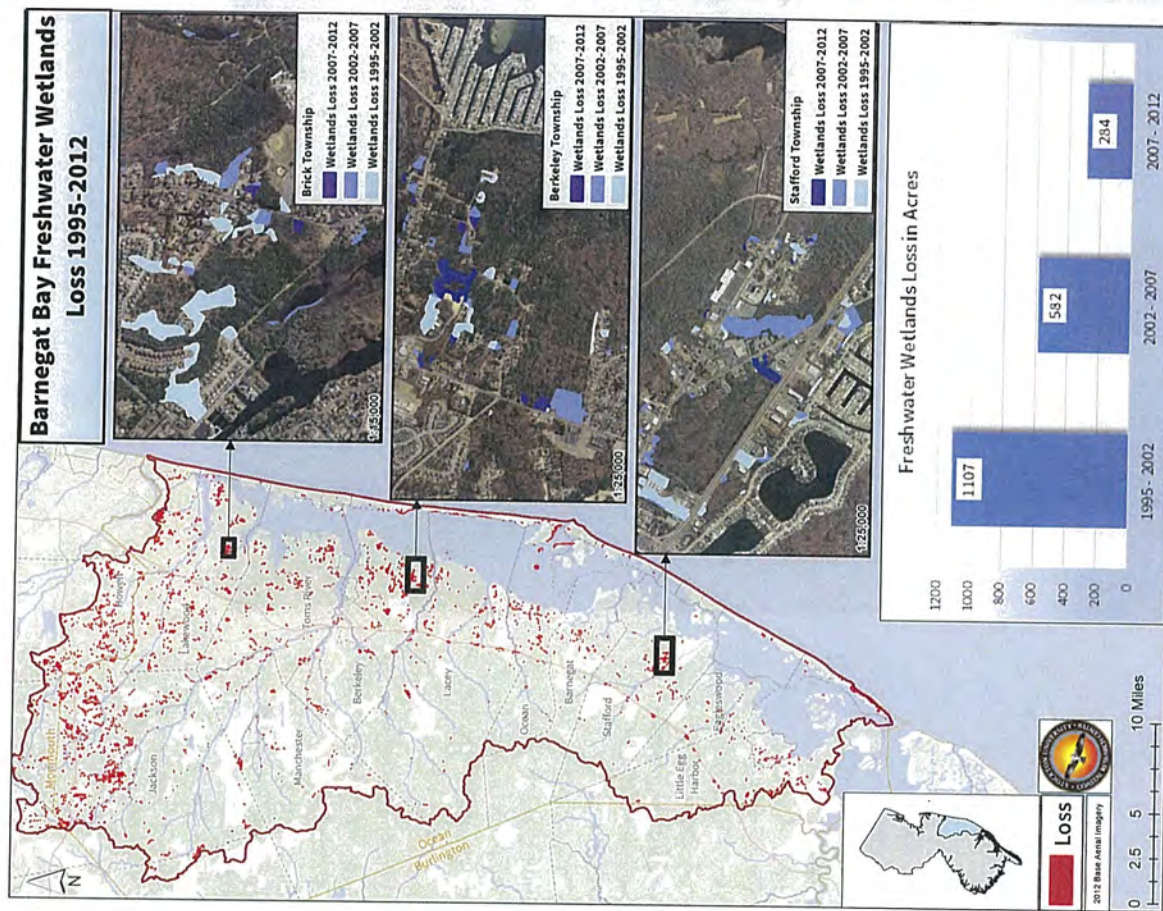 Barnegat Bay Freshwater Wetlands
Loss 1995-2012
N
Monmouth
Howell
Lakewood
Jackson
Toms River
Manchester
Berkeley
Lacey
Ocean
Barnegat
Stafford
Eagleswood
Little Egg
Harbor
Ocean
Burlington
Brick Township
Wetlands Loss 2007-2012
Wetlands Loss 2002-2007
Wetlands Loss 1995-2002
1:15,000
Berkeley Township
Wetlands Loss 2007-2012
Wetlands Loss 2002-2007
Wetlands Loss 1995-2002
1:25,000
Stafford Township
Wetlands Loss 2007-2012
Wetlands Loss 2002-2007
Wetlands Loss 1995-2002
1:25,000
Freshwater Wetlands Loss in Acres
1200
1000
800
600
400
200
0
1107
582
284
1995 - 2002
2002 - 2007
2007 - 2012
Loss
2012 Base Aerial Imagery
0 2.5 5 10 Miles